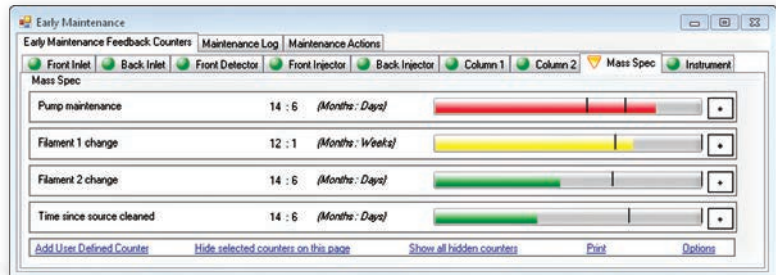 Early Maintenance
Early Maintenance Feedback Counters Maintenance Log Maintenance Actions
Front Inlet Back Inlet Front Detector Front Injector Back Injector Column 1 Column 2 Mass Spec Instrument
Mass Spec
Pump maintenance 14 : 6 (Months : Days)
Filament 1 change 12 : 1 (Months : Weeks)
Filament 2 change 14 : 6 (Months : Days)
Time since source cleaned 14 : 6 (Months : Days)
Add User Defined Counter Hide selected counters on this page Show all hidden counters Print Options